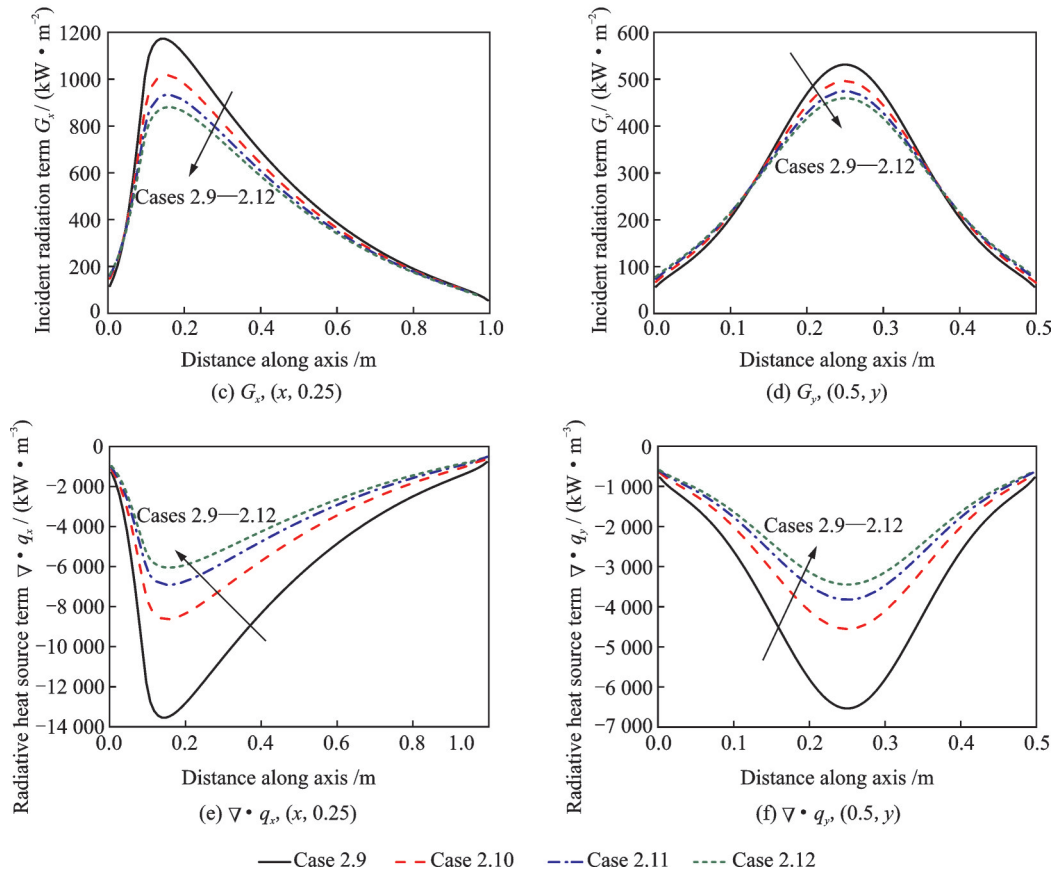 Incident radiation term Gₓ / (kW • m⁻²)
1200
1000
800
600
400
200
0
Cases 2.9—2.12
0.0 0.2 0.4 0.6 0.8 1.0
Distance along axis /m
(c) Gₓ, (x, 0.25)
Incident radiation term G_y / (kW • m⁻²)
600
500
400
300
200
100
0
Cases 2.9—2.12
0.0 0.1 0.2 0.3 0.4 0.5
Distance along axis /m
(d) G_y, (0.5, y)
Radiative heat source term ∇ • qₓ / (kW • m⁻³)
0
−2 000
−4 000
−6 000
−8 000
−10 000
−12 000
−14 000
Cases 2.9—2.12
0.0 0.2 0.4 0.6 0.8 1.0
Distance along axis /m
(e) ∇ • qₓ, (x, 0.25)
Radiative heat source term ∇ • q_y / (kW • m⁻³)
0
−1 000
−2 000
−3 000
−4 000
−5 000
−6 000
−7 000
Cases 2.9—2.12
0.0 0.1 0.2 0.3 0.4 0.5
Distance along axis /m
(f) ∇ • q_y, (0.5, y)
Case 2.9 Case 2.10 Case 2.11 Case 2.12